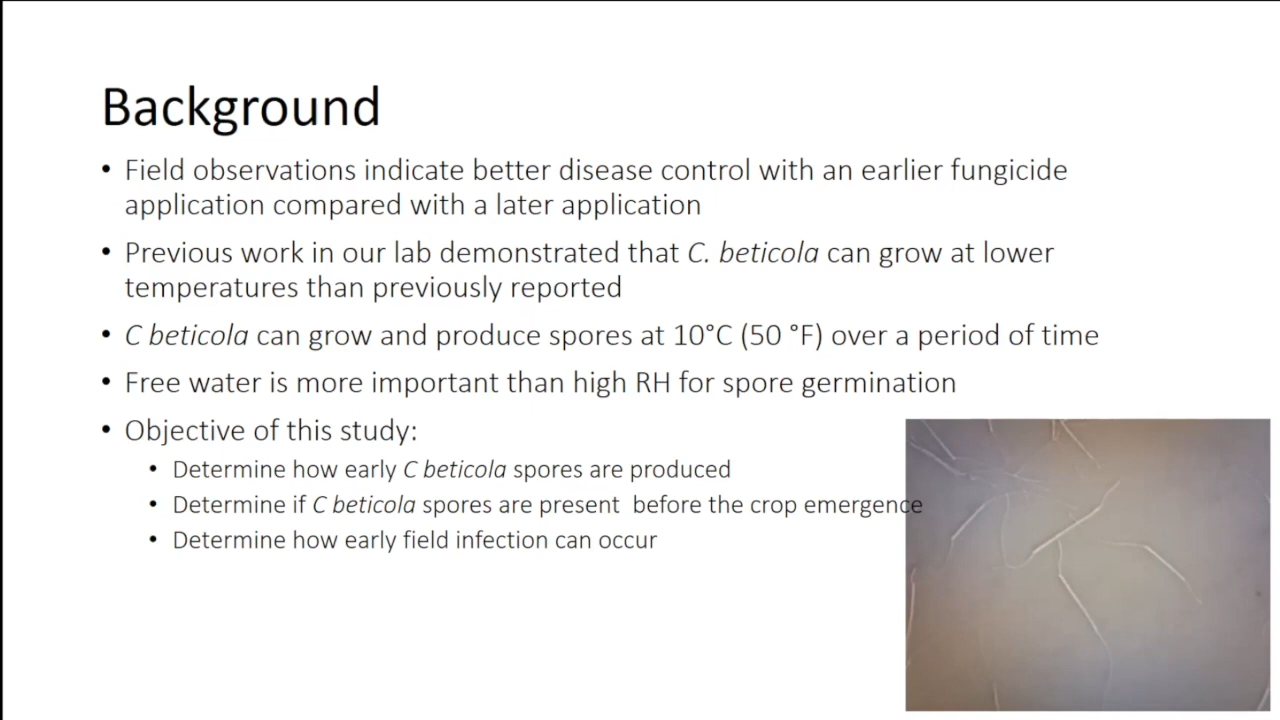 Background
• Field observations indicate better disease control with an earlier fungicide
application compared with a later application
• Previous work in our lab demonstrated that C. beticola can grow at lower
temperatures than previously reported
• C beticola can grow and produce spores at 10°C (50 °F) over a period of time
• Free water is more important than high RH for spore germination
• Objective of this study:
• Determine how early C beticola spores are produced
• Determine if C beticola spores are present  before the crop emergence
• Determine how early field infection can occur